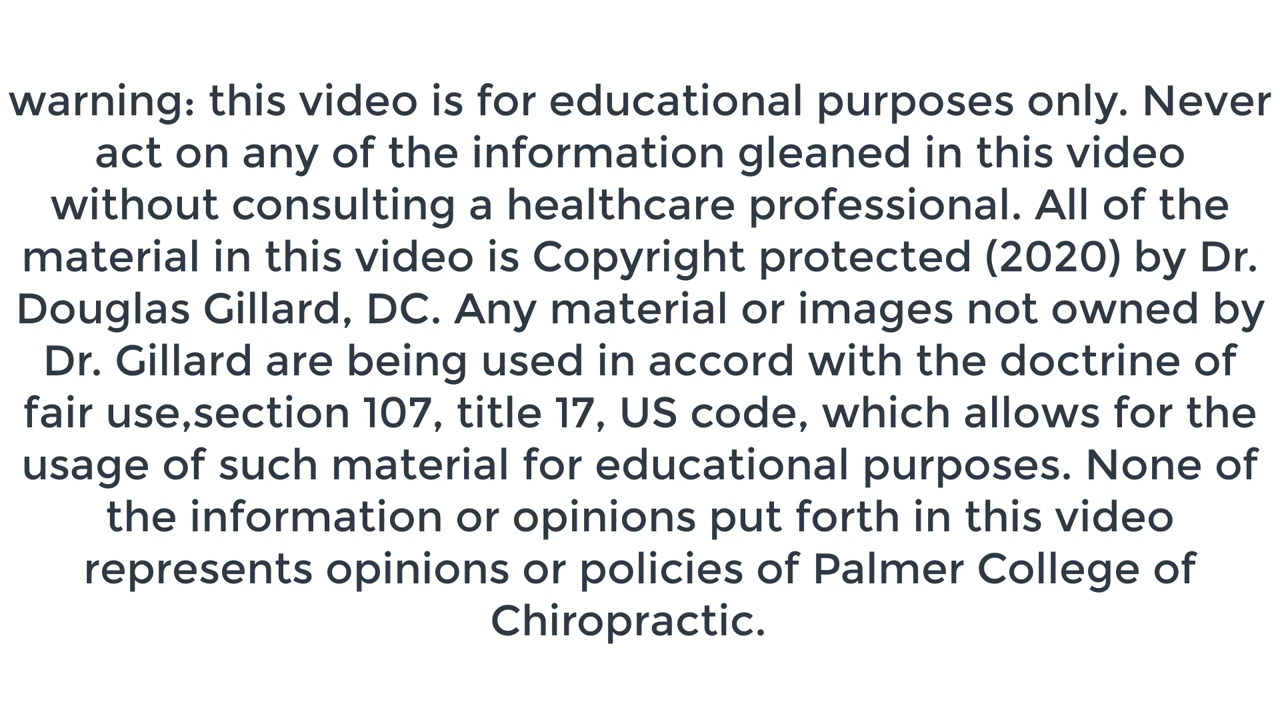 warning: this video is for educational purposes only. Never
act on any of the information gleaned in this video
without consulting a healthcare professional. All of the
material in this video is Copyright protected (2020) by Dr.
Douglas Gillard, DC. Any material or images not owned by
Dr. Gillard are being used in accord with the doctrine of
fair use,section 107, title 17, US code, which allows for the
usage of such material for educational purposes. None of
the information or opinions put forth in this video
represents opinions or policies of Palmer College of
Chiropractic.